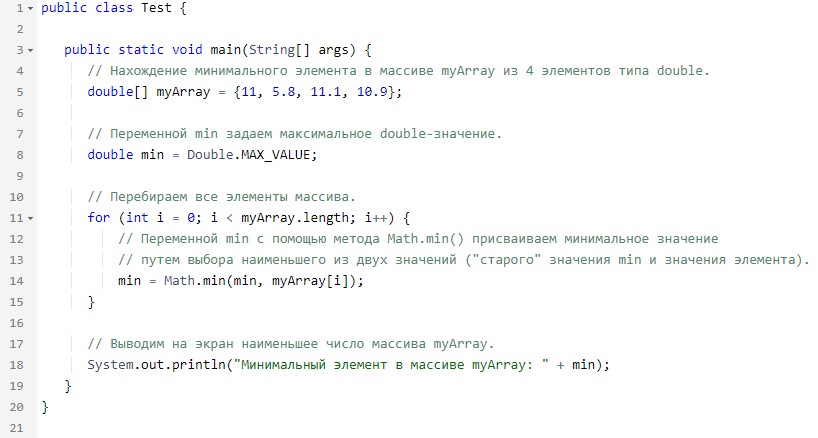 1 public class Test {
2
3 public static void main(String[] args) {
4 // Нахождение минимального элемента в массиве myArray из 4 элементов типа double.
5 double[] myArray = {11, 5.8, 11.1, 10.9};
6
7 // Переменной min задаем максимальное double-значение.
8 double min = Double.MAX_VALUE;
9
10 // Перебираем все элементы массива.
11 for (int i = 0; i < myArray.length; i++) {
12 // Переменной min с помощью метода Math.min() присваиваем минимальное значение
13 // путем выбора наименьшего из двух значений ("старого" значения min и значения элемента).
14 min = Math.min(min, myArray[i]);
15 }
16
17 // Выводим на экран наименьшее число массива myArray.
18 System.out.println("Минимальный элемент в массиве myArray: " + min);
19 }
20 }
21